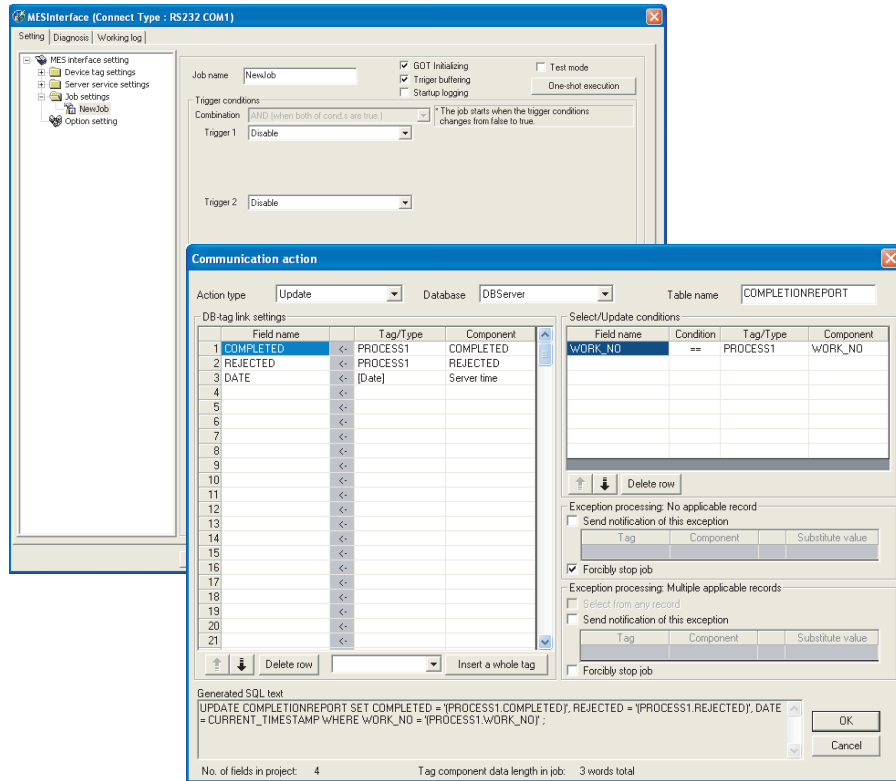 MESInterface (Connect Type : RS232 COM1)
Setting Diagnosis Working log
MES interface setting
Device tag settings
Server service settings
Job settings
NewJob
Option setting
Job name NewJob
GOT Initializing
Triger buffering
Startup logging
Test mode
One-shot execution
Trigger conditions
Combination AND (when both of cond.s are true.)
* The job starts when the trigger conditions
changes from false to true.
Trigger 1 Disable
Trigger 2 Disable
Communication action
Action type Update Database DBServer Table name COMPLETIONREPORT
DB-tag link settings
Field name Tag/Type Component
1 COMPLETED <- PROCESS1 COMPLETED
2 REJECTED <- PROCESS1 REJECTED
3 DATE <- [Date] Server time
4 <-
5 <-
6 <-
7 <-
8 <-
9 <-
10 <-
11 <-
12 <-
13 <-
14 <-
15 <-
16 <-
17 <-
18 <-
19 <-
20 <-
21 <-
Delete row Insert a whole tag
Select/Update conditions
Field name Condition Tag/Type Component
WORK_NO == PROCESS1 WORK_NO
Delete row
Exception processing: No applicable record
Send notification of this exception
Tag Component Substitute value
Forcibly stop job
Exception processing: Multiple applicable records
Select from any record
Send notification of this exception
Tag Component Substitute value
Forcibly stop job
Generated SQL text
UPDATE COMPLETIONREPORT SET COMPLETED = '(PROCESS1.COMPLETED)', REJECTED = '(PROCESS1.REJECTED)', DATE
= CURRENT_TIMESTAMP WHERE WORK_NO = '(PROCESS1.WORK_NO)' ;
OK
Cancel
No. of fields in project: 4 Tag component data length in job: 3 words total